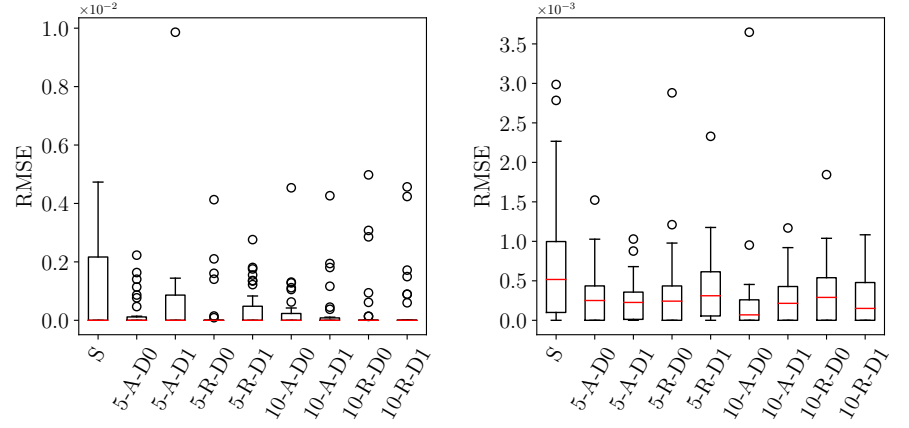 ×10⁻²
1.0
0.8
0.6
0.4
0.2
0.0
RMSE
S
5-A-D0
5-A-D1
5-R-D0
5-R-D1
10-A-D0
10-A-D1
10-R-D0
10-R-D1
×10⁻³
3.5
3.0
2.5
2.0
1.5
1.0
0.5
0.0
RMSE
S
5-A-D0
5-A-D1
5-R-D0
5-R-D1
10-A-D0
10-A-D1
10-R-D0
10-R-D1